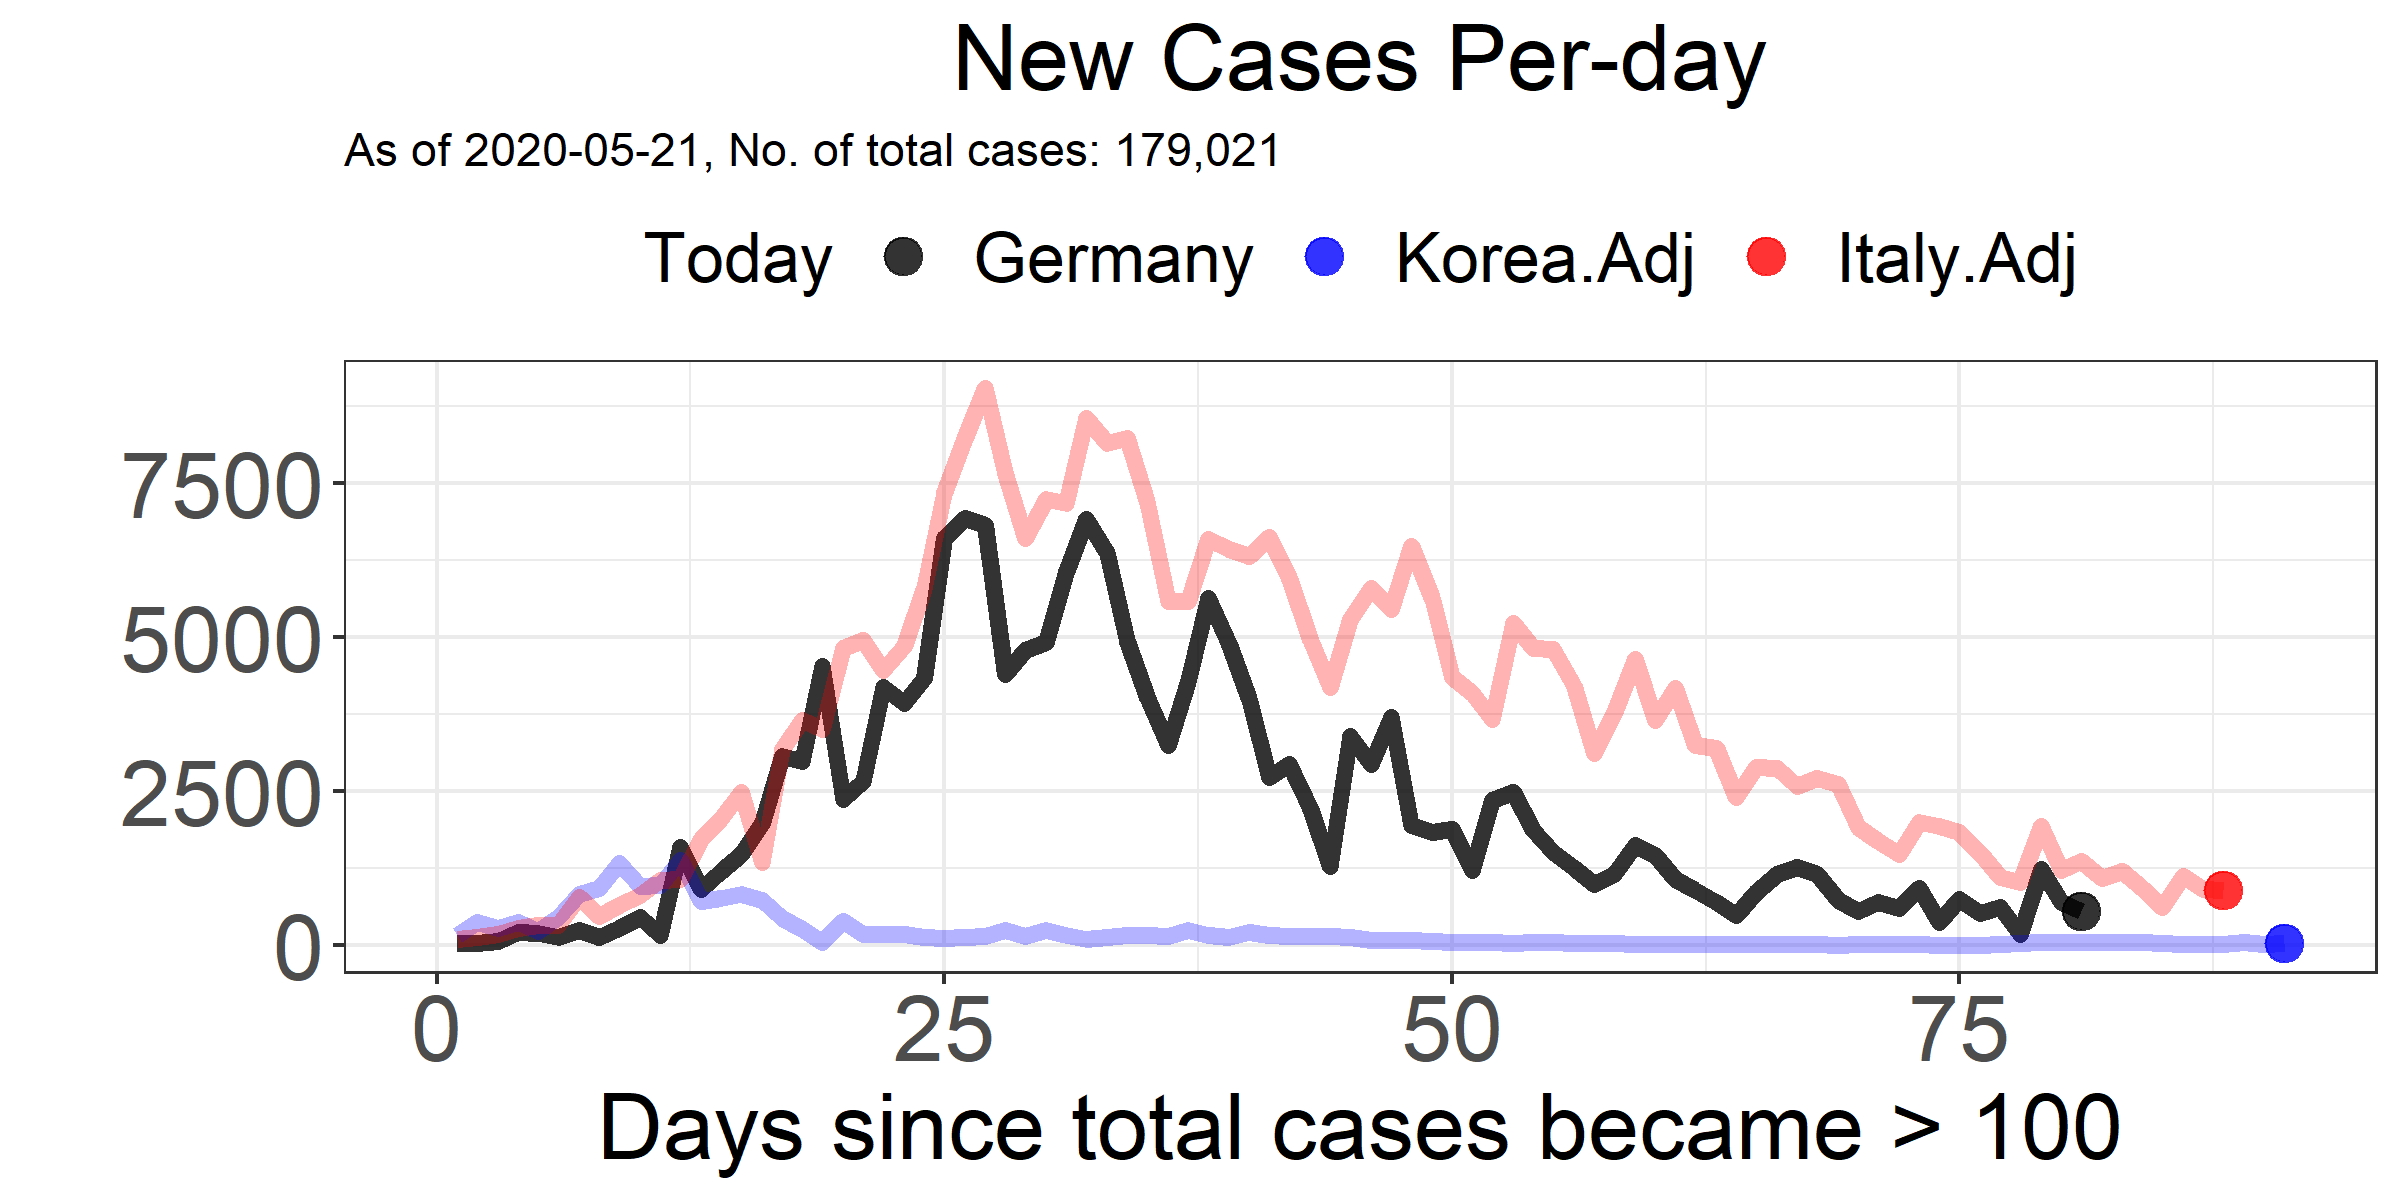 New Cases Per-day
As of 2020-05-21, No. of total cases: 179,021
Today Germany Korea.Adj Italy.Adj
7500
5000
2500
0
0 25 50 75
Days since total cases became > 100